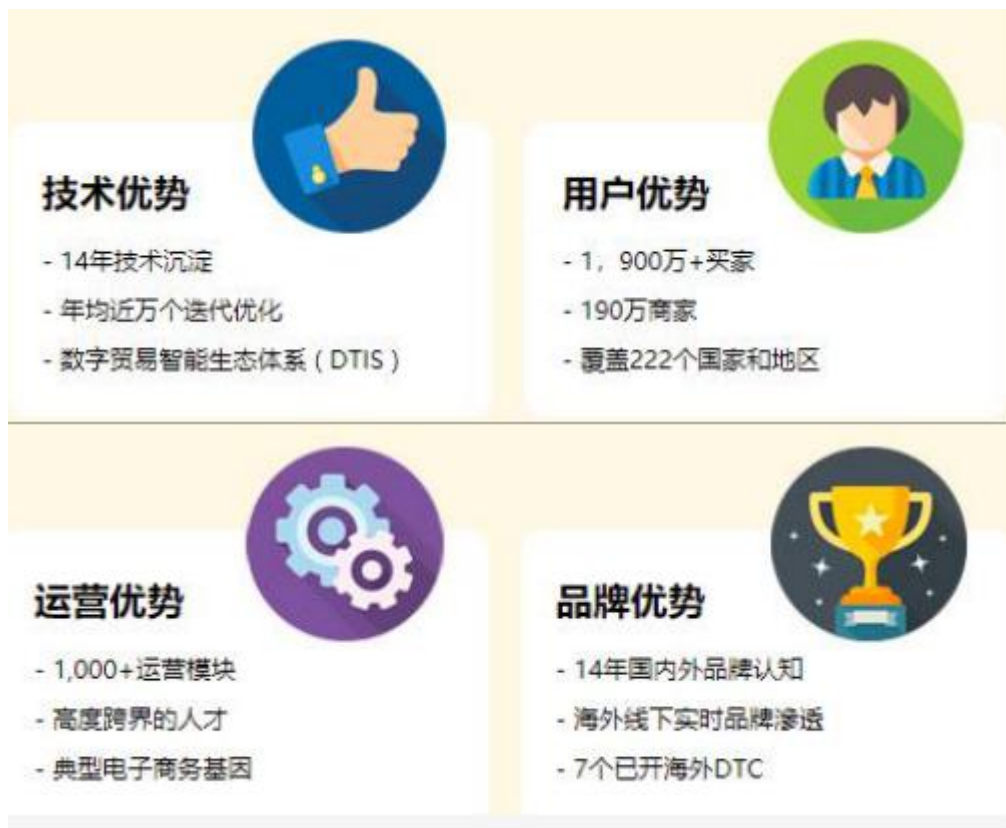 技术优势
- 14年技术沉淀
- 年均近万个迭代优化
- 数字贸易智能生态体系（DTIS）
用户优势
- 1，900万+买家
- 190万商家
- 覆盖222个国家和地区
运营优势
- 1,000+运营模块
- 高度跨界的人才
- 典型电子商务基因
品牌优势
- 14年国内外品牌认知
- 海外线下实时品牌渗透
- 7个已开海外DTC